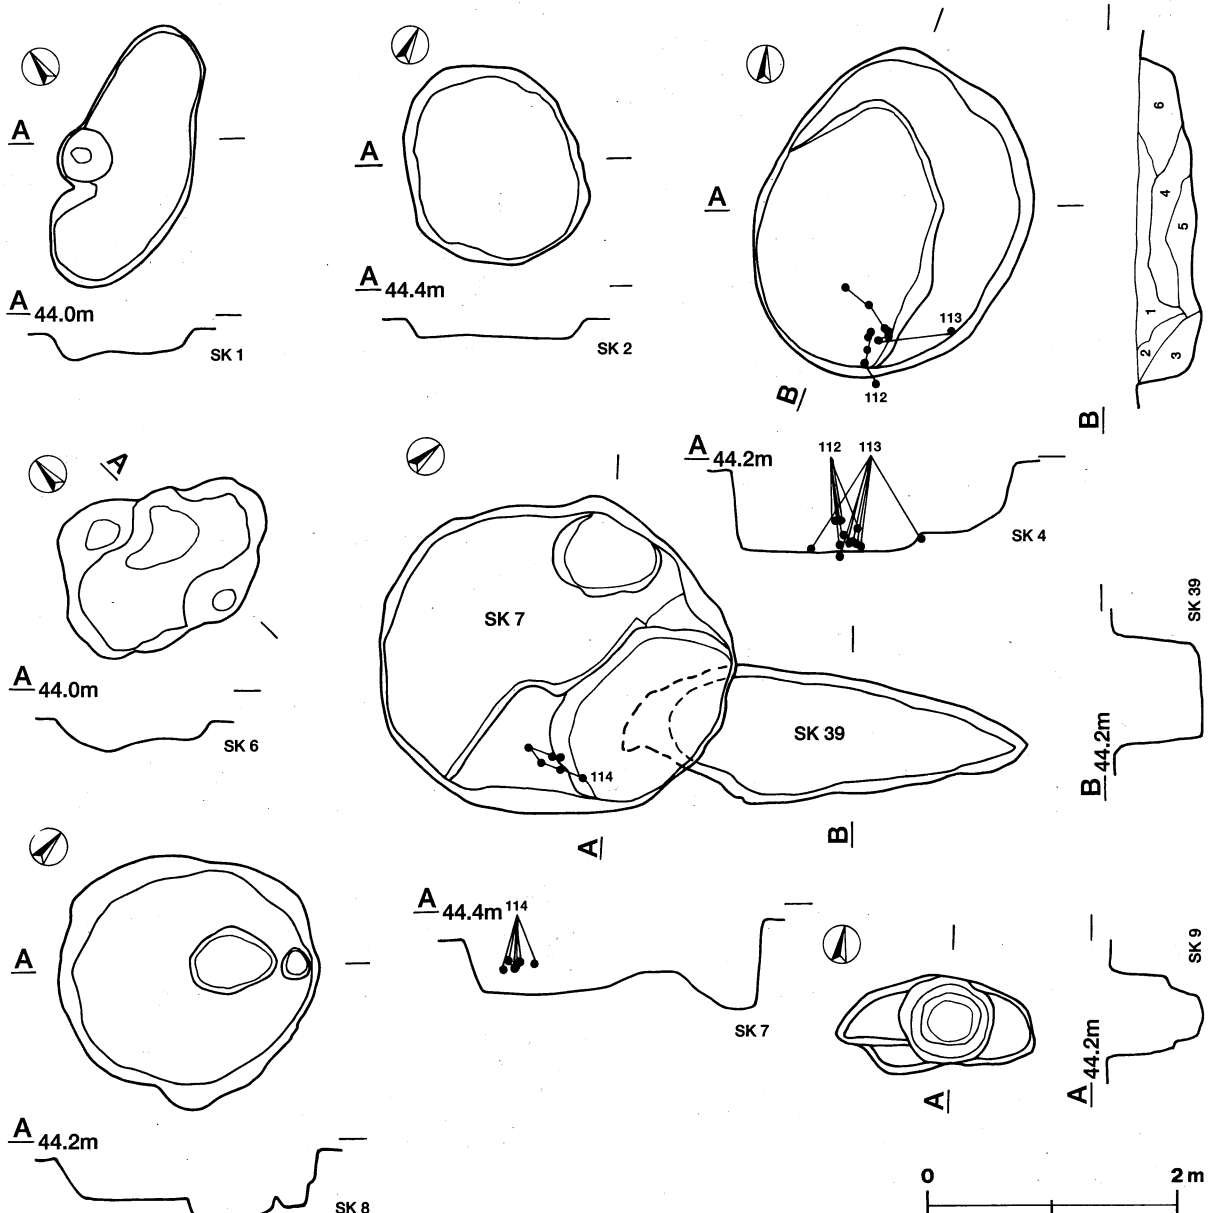 A
A 44.0m
SK 1
A
A 44.4m
SK 2
A
B
113
112
6
4
5
1
2
3
B
A 44.2m
112 113
SK 4
A
A 44.0m
SK 6
SK 7
SK 39
114
A
B
SK 39
B 44.2m
A
A 44.2m
SK 8
A 44.4m 114
SK 7
A
SK 9
A 44.2m
0 2 m